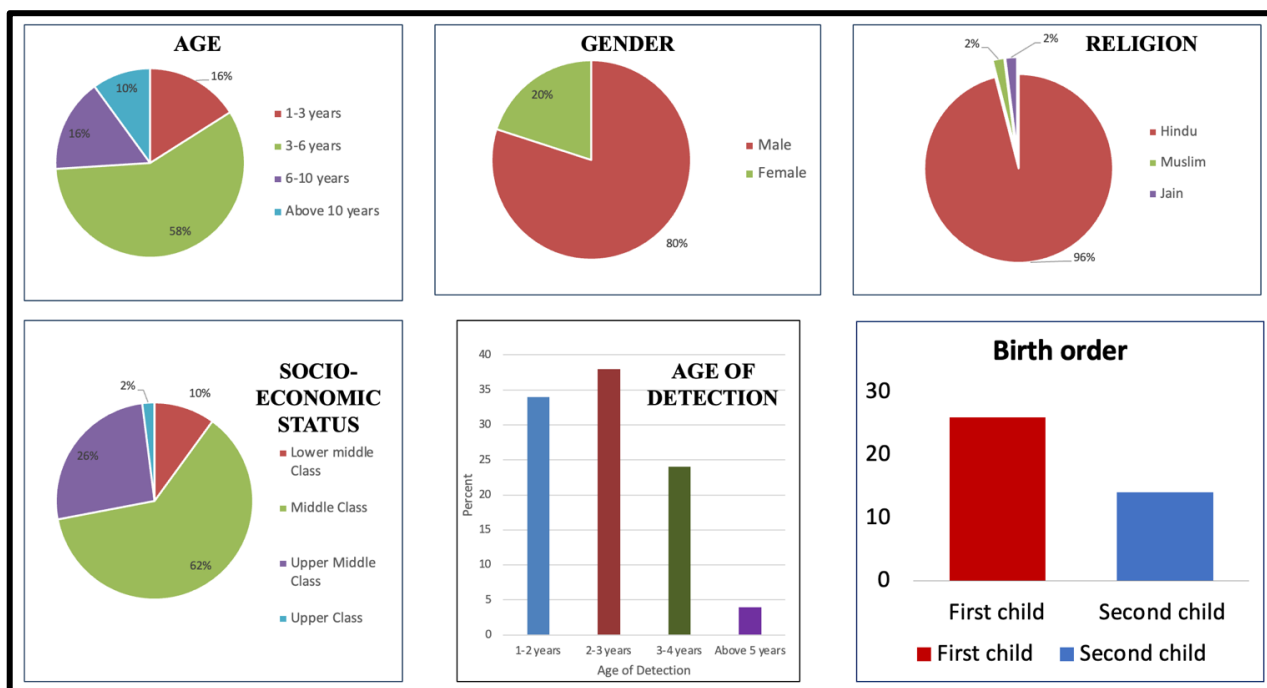 AGE
16%
10%
16%
58%
1-3 years
3-6 years
6-10 years
Above 10 years
GENDER
20%
80%
Male
Female
RELIGION
2%
2%
96%
Hindu
Muslim
Jain
SOCIO-
ECONOMIC
STATUS
2%
10%
26%
62%
Lower middle
Class
Middle Class
Upper Middle
Class
Upper Class
AGE OF
DETECTION
40
35
30
25
20
15
10
5
0
Percent
1-2 years
2-3 years
3-4 years
Above 5 years
Age of Detection
Birth order
30
20
10
0
First child
Second child
First child
Second child